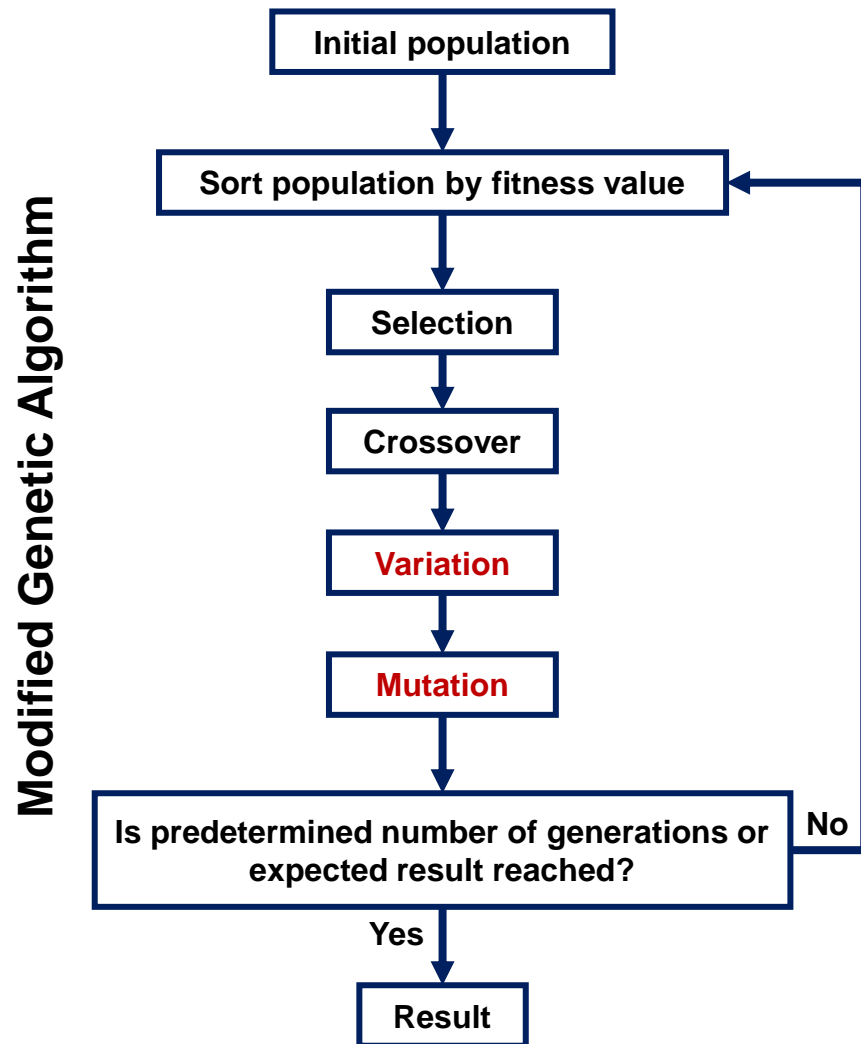 Modified Genetic Algorithm
Initial population
Sort population by fitness value
Selection
Crossover
Variation
Mutation
Is predetermined number of generations or
expected result reached?
No
Yes
Result